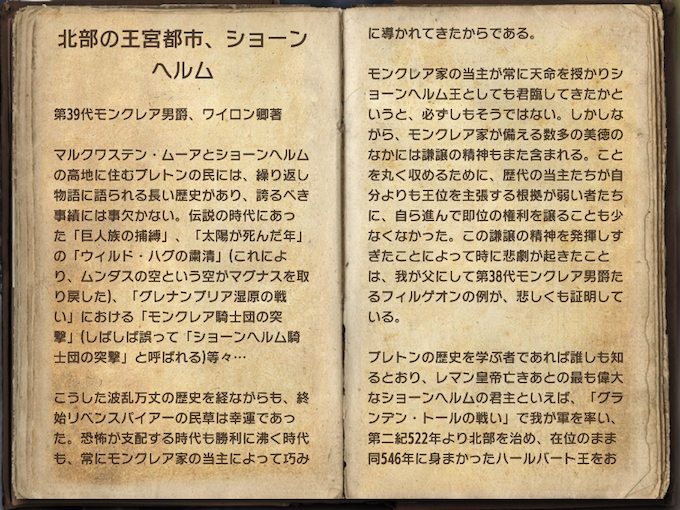 北部の王宮都市、ショーン
ヘルム
第39代モンクレア男爵、ワイロン卿著
マルクワステン・ムーアとショーンヘルム
の高地に住むブレトンの民には、繰り返し
物語に語られる長い歴史があり、誇るべき
事績には事欠かない。伝説の時代にあっ
た「巨人族の捕縛」、「太陽が死んだ年」
の「ウィルド・ハグの粛清」(これによ
り、ムンダスの空という空がマグナスを取
り戻した)、「グレナンブリア湿原の戦
い」における「モンクレア騎士団の突
撃」(しばしば誤って「ショーンヘルム騎
士団の突撃」と呼ばれる)等々…
こうした波乱万丈の歴史を経ながらも、終
始リベンスパイアーの民草は幸運であっ
た。恐怖が支配する時代も勝利に沸く時代
も、常にモンクレア家の当主によって巧み
に導かれてきたからである。
モンクレア家の当主が常に天命を授かりシ
ョーンヘルム王としても君臨してきたかと
いうと、必ずしもそうではない。しかしな
がら、モンクレア家が備える数多の美徳の
なかには謙譲の精神もまた含まれる。こと
を丸く収めるために、歴代の当主たちが自
分よりも王位を主張する根拠が弱い者たち
に、自ら進んで即位の権利を譲ることも少
なくなかった。この謙譲の精神を発揮しす
ぎたことによって時に悲劇が起きたこと
は、我が父にして第38代モンクレア男爵た
るフィルゲオンの例が、悲しくも証明して
いる。
ブレトンの歴史を学ぶ者であれば誰しも知
るとおり、レマン皇帝亡きあとの最も偉大
なショーンヘルムの君主といえば、「グラ
ンデン・トールの戦い」で我が軍を率い、
第二紀522年より北部を治め、在位のまま
同546年に身まかったハールバート王をお